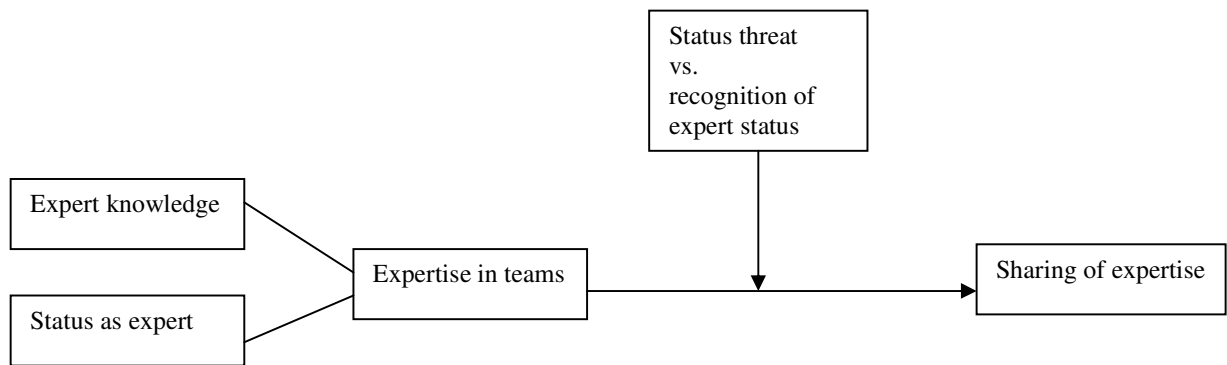 Status threat
vs.
recognition of
expert status
Expert knowledge
Expertise in teams
Sharing of expertise
Status as expert